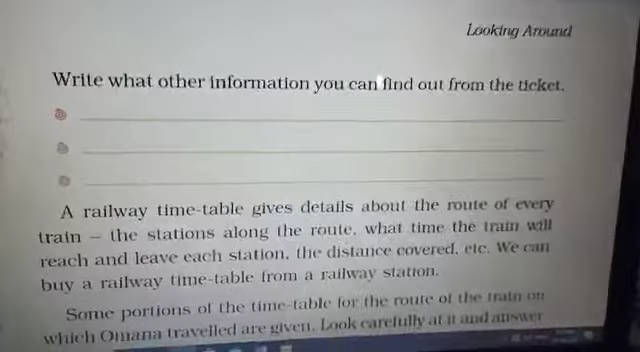 Looking Around
Write what other information you can find out from the ticket.
A railway time-table gives details about the route of every
train – the stations along the route, what time the train will
reach and leave each station, the distance covered, etc. We can
buy a railway time-table from a railway station.
Some portions of the time-table for the route of the train on
which Omana travelled are given. Look carefully at it and answer